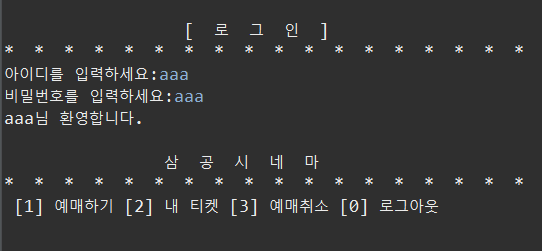 [ 로 그 인 ]
* * * * * * * * * * * * * * * * * *
아이디를 입력하세요:aaa
비밀번호를 입력하세요:aaa
aaa님 환영합니다.
삼 공 시 네 마
* * * * * * * * * * * * * * * * * *
[1] 예매하기 [2] 내 티켓 [3] 예매취소 [0] 로그아웃